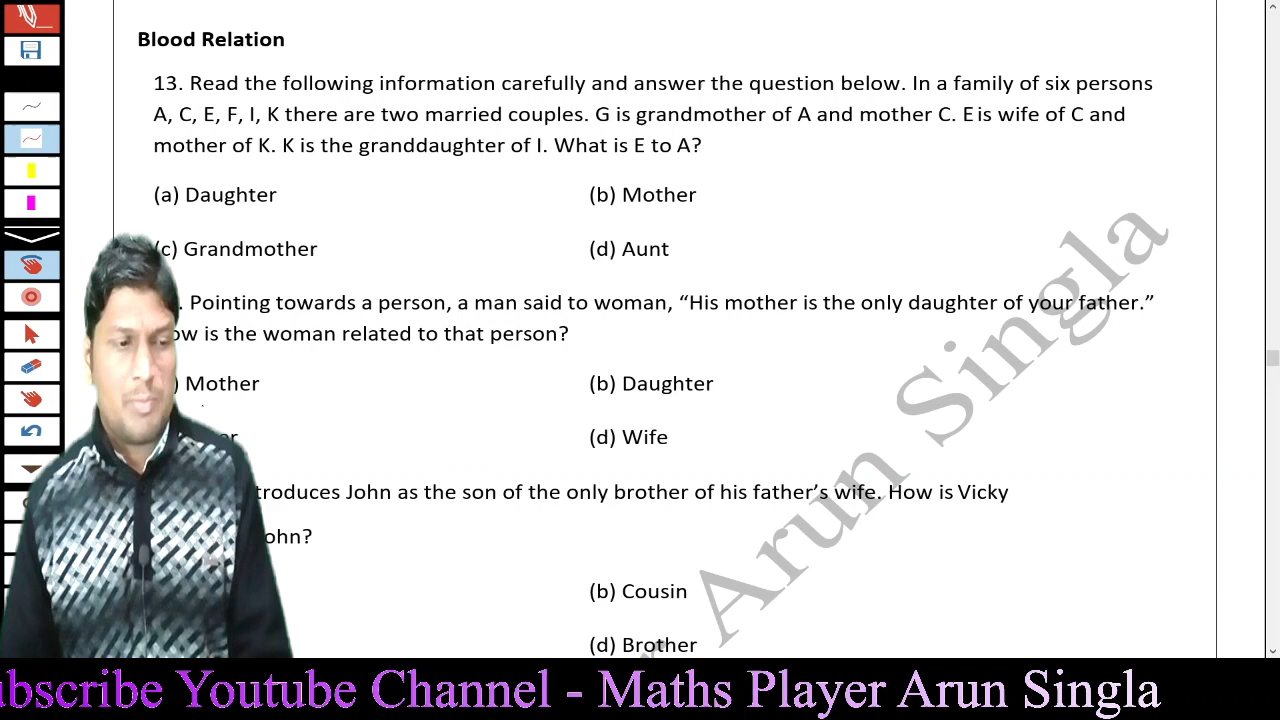 Blood Relation
13. Read the following information carefully and answer the question below. In a family of six persons
A, C, E, F, I, K there are two married couples. G is grandmother of A and mother C. E is wife of C and
mother of K. K is the granddaughter of I. What is E to A?
(a) Daughter (b) Mother
(c) Grandmother (d) Aunt
. Pointing towards a person, a man said to woman, “His mother is the only daughter of your father.”
is the woman related to that person?
) Mother (b) Daughter
(d) Wife
John as the son of the only brother of his father’s wife. How is Vicky
(b) Cousin
(d) Brother
Arun Singla
Youtube Channel - Maths Player Arun Singla